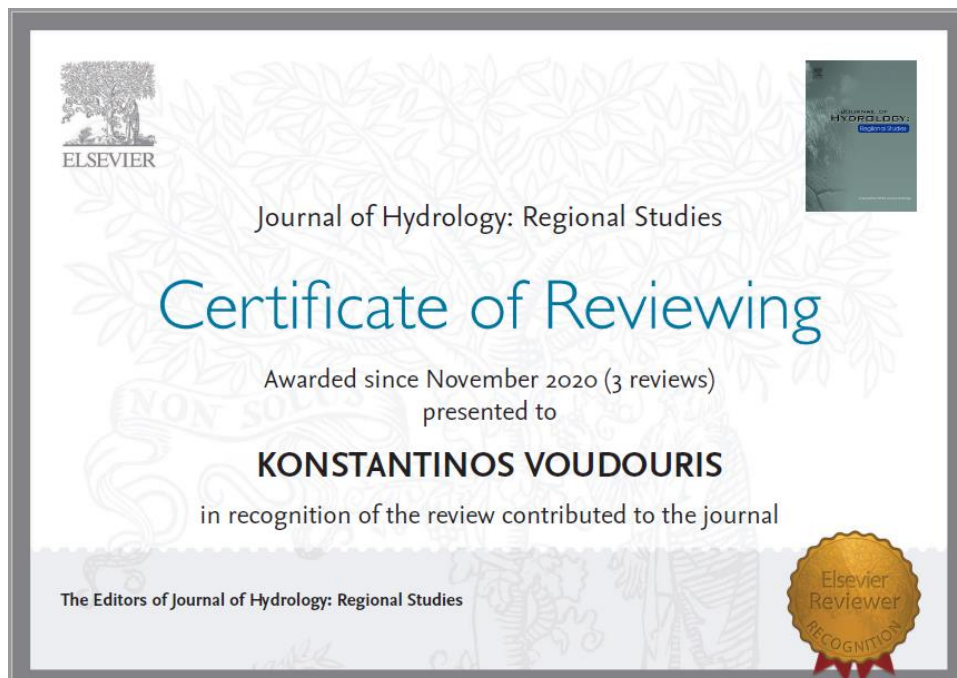 ELSEVIER
JOURNAL OF
HYDROLOGY:
Regional Studies
Journal of Hydrology: Regional Studies
Certificate of Reviewing
Awarded since November 2020 (3 reviews)
presented to
NON SOLUS
KONSTANTINOS VOUDOURIS
in recognition of the review contributed to the journal
The Editors of Journal of Hydrology: Regional Studies
Elsevier
Reviewer
RECOGNITION